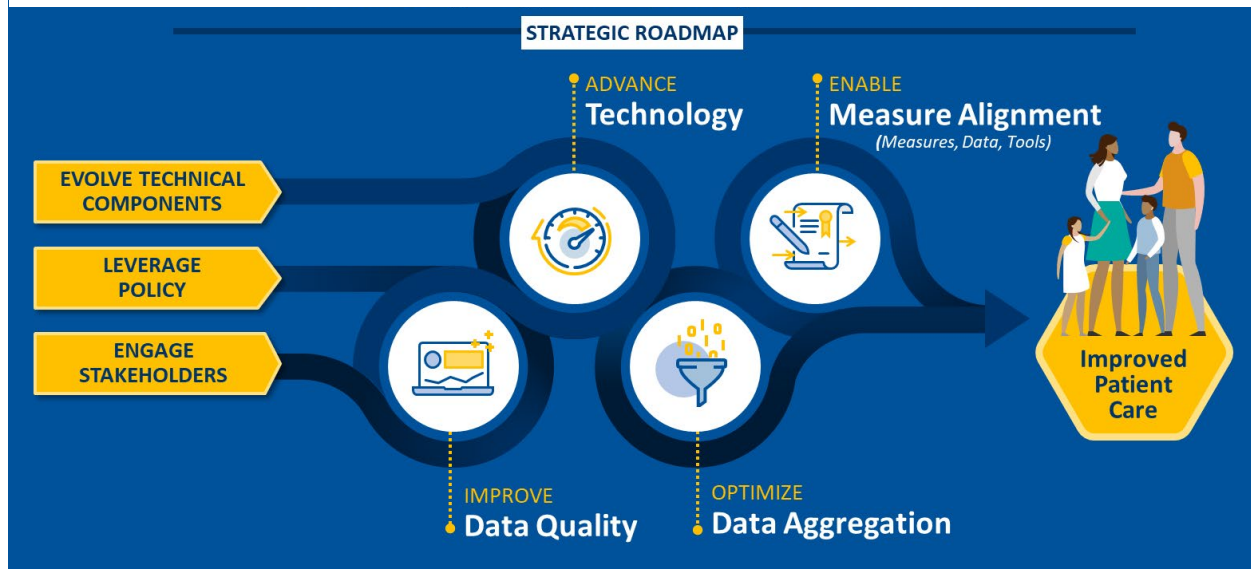 STRATEGIC ROADMAP
EVOLVE TECHNICAL
COMPONENTS
LEVERAGE
POLICY
ENGAGE
STAKEHOLDERS
IMPROVE
Data Quality
ADVANCE
Technology
OPTIMIZE
Data Aggregation
ENABLE
Measure Alignment
(Measures, Data, Tools)
Improved
Patient
Care